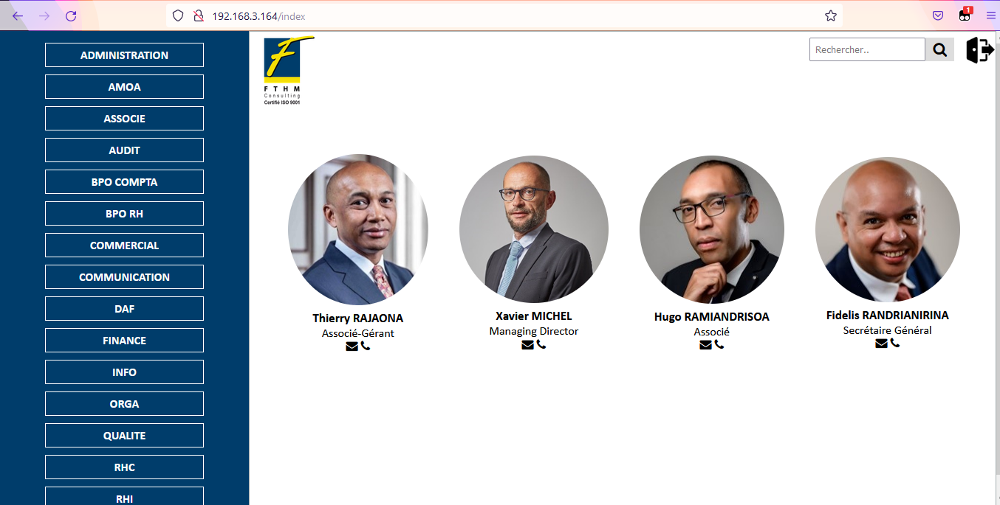 192.168.3.164/index
1
ADMINISTRATION
AMOA
ASSOCIE
AUDIT
BPO COMPTA
BPO RH
COMMERCIAL
COMMUNICATION
DAF
FINANCE
INFO
ORGA
QUALITE
RHC
RHI
F
FTHM
Consulting
Certifié ISO 9001
Rechercher..
Thierry RAJAONA
Associé-Gérant
Xavier MICHEL
Managing Director
Hugo RAMIANDRISOA
Associé
Fidelis RANDRIANIRINA
Secrétaire Général